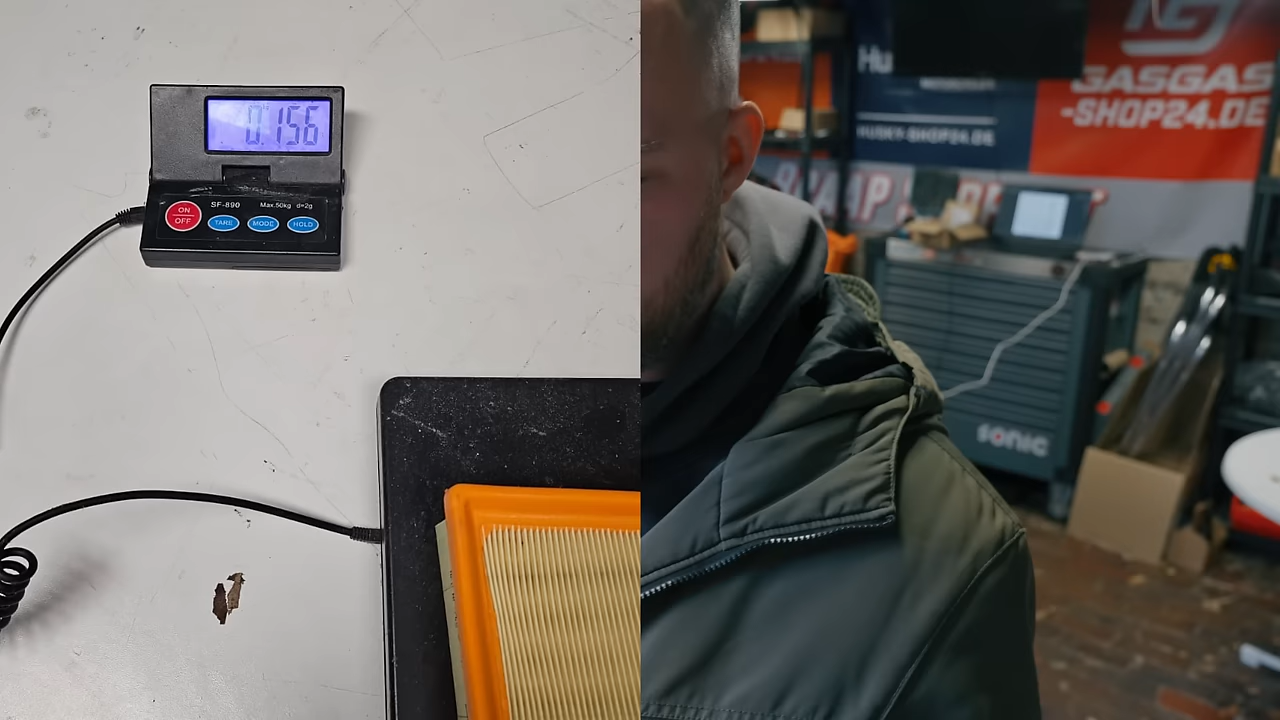 0.156
SF-890 Max.50kg d=2g
ON
OFF
TARE
MODE
HOLD
GASGAS
-SHOP24.DE
HUSKY-SHOP24.DE
sonic